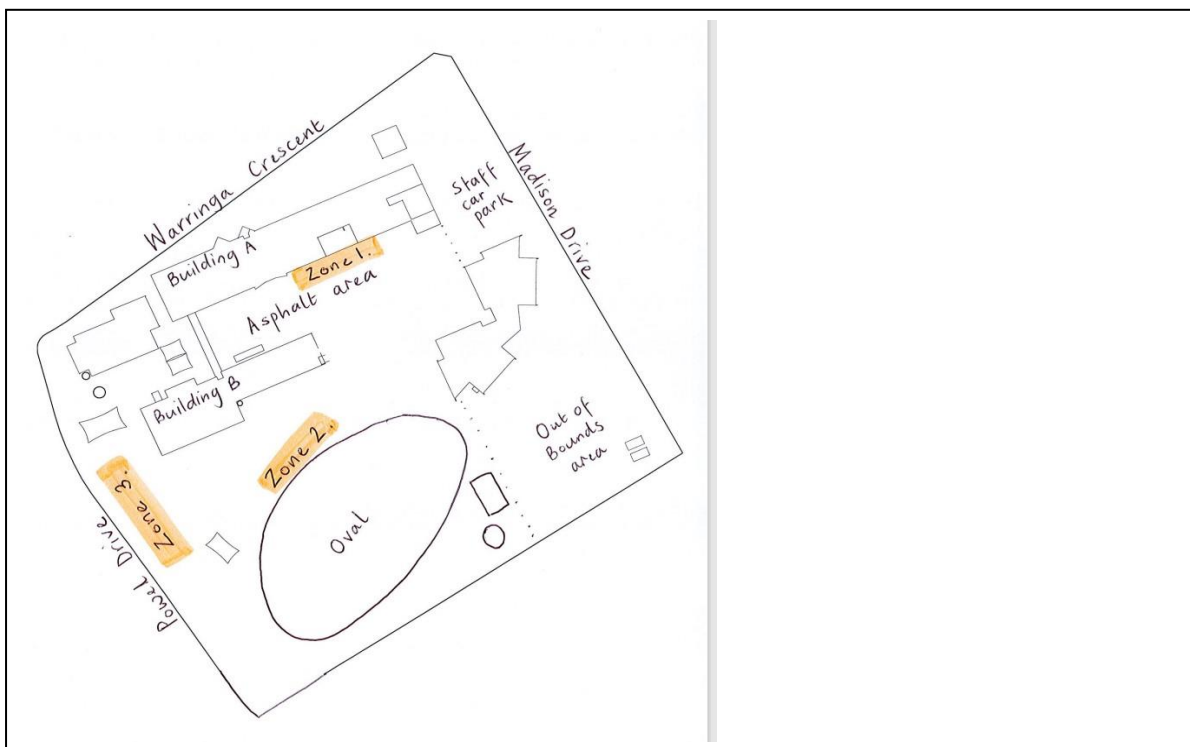 Warringa Crescent
Madison Drive
Staff
car
park
Building A
Zone 1.
Asphalt area
Building B
Zone 2.
Out of
Bounds
area
Zone 3.
Oval
Powel Drive